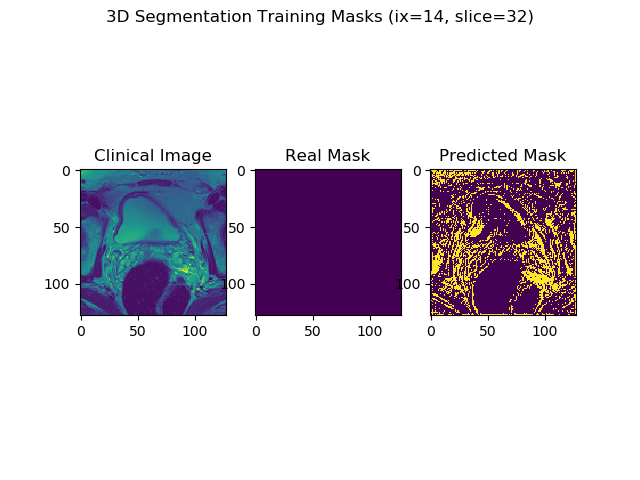 3D Segmentation Training Masks (ix=14, slice=32)
Clinical Image Real Mask Predicted Mask
0 0 0
50 50 50
100 100 100
0 50 100 0 50 100 0 50 100